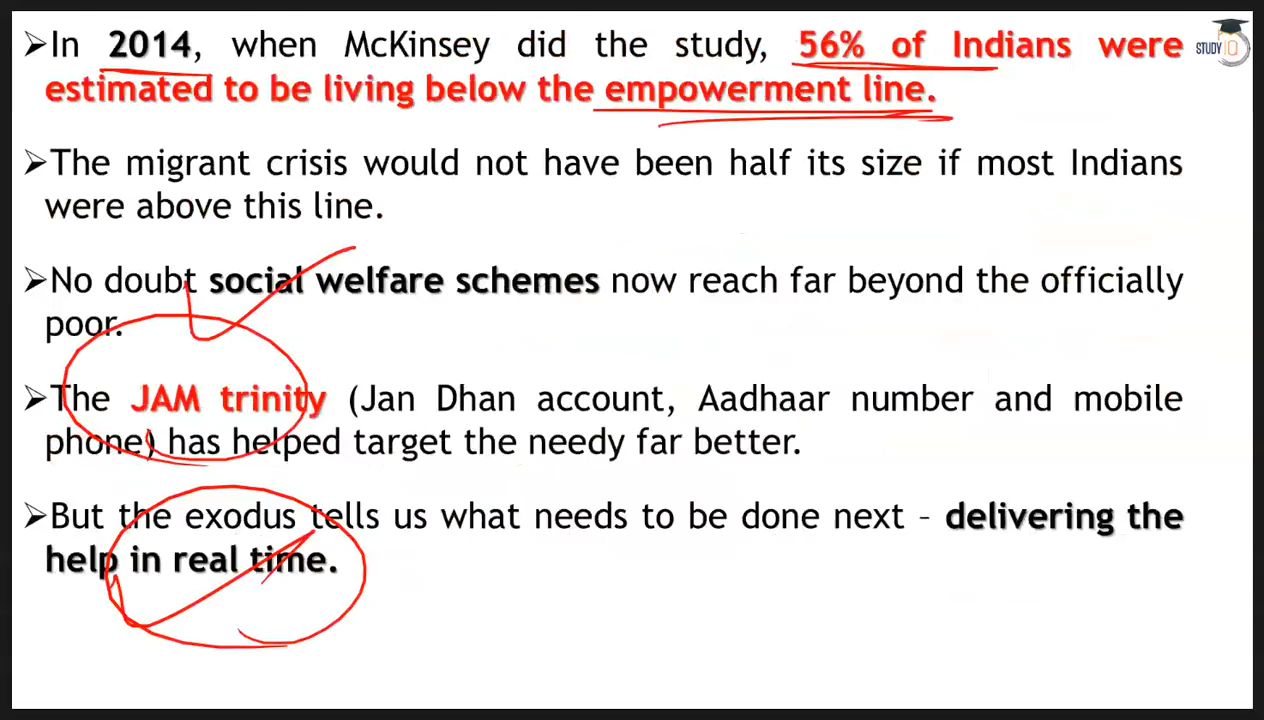 ➢In 2014, when McKinsey did the study, 56% of Indians were
estimated to be living below the empowerment line.
➢The migrant crisis would not have been half its size if most Indians
were above this line.
➢No doubt social welfare schemes now reach far beyond the officially
poor.
➢The JAM trinity (Jan Dhan account, Aadhaar number and mobile
phone) has helped target the needy far better.
➢But the exodus tells us what needs to be done next – delivering the
help in real time.
STUDY IQ